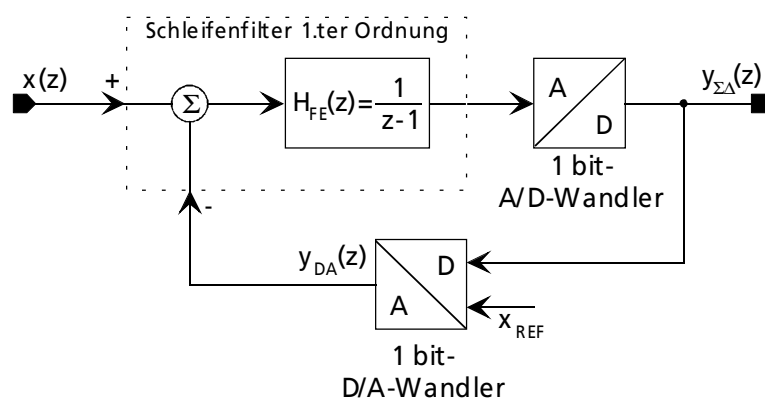 Schleifenfilter 1.ter Ordnung
x(z)
+
Σ
H_FE(z)=1/(z-1)
A
D
y_ΣΔ(z)
1 bit-
A/D-Wandler
-
y_DA(z)
D
A
x_REF
1 bit-
D/A-Wandler